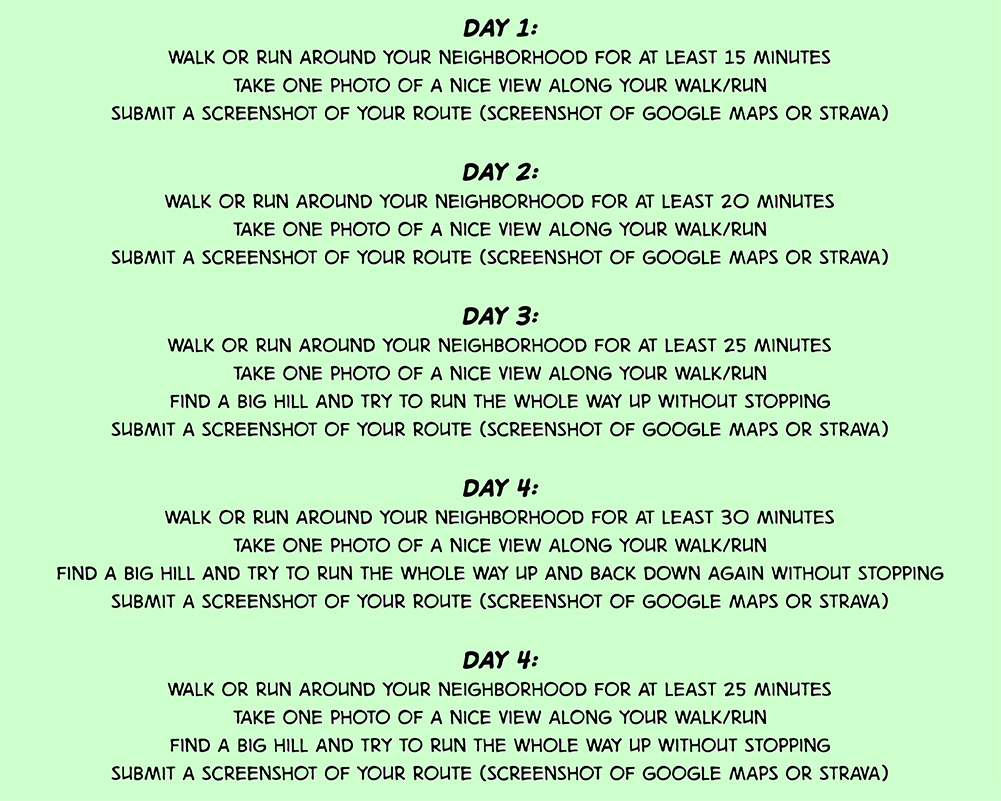 DAY 1:
WALK OR RUN AROUND YOUR NEIGHBORHOOD FOR AT LEAST 15 MINUTES
TAKE ONE PHOTO OF A NICE VIEW ALONG YOUR WALK/RUN
SUBMIT A SCREENSHOT OF YOUR ROUTE (SCREENSHOT OF GOOGLE MAPS OR STRAVA)
DAY 2:
WALK OR RUN AROUND YOUR NEIGHBORHOOD FOR AT LEAST 20 MINUTES
TAKE ONE PHOTO OF A NICE VIEW ALONG YOUR WALK/RUN
SUBMIT A SCREENSHOT OF YOUR ROUTE (SCREENSHOT OF GOOGLE MAPS OR STRAVA)
DAY 3:
WALK OR RUN AROUND YOUR NEIGHBORHOOD FOR AT LEAST 25 MINUTES
TAKE ONE PHOTO OF A NICE VIEW ALONG YOUR WALK/RUN
FIND A BIG HILL AND TRY TO RUN THE WHOLE WAY UP WITHOUT STOPPING
SUBMIT A SCREENSHOT OF YOUR ROUTE (SCREENSHOT OF GOOGLE MAPS OR STRAVA)
DAY 4:
WALK OR RUN AROUND YOUR NEIGHBORHOOD FOR AT LEAST 30 MINUTES
TAKE ONE PHOTO OF A NICE VIEW ALONG YOUR WALK/RUN
FIND A BIG HILL AND TRY TO RUN THE WHOLE WAY UP AND BACK DOWN AGAIN WITHOUT STOPPING
SUBMIT A SCREENSHOT OF YOUR ROUTE (SCREENSHOT OF GOOGLE MAPS OR STRAVA)
DAY 4:
WALK OR RUN AROUND YOUR NEIGHBORHOOD FOR AT LEAST 25 MINUTES
TAKE ONE PHOTO OF A NICE VIEW ALONG YOUR WALK/RUN
FIND A BIG HILL AND TRY TO RUN THE WHOLE WAY UP WITHOUT STOPPING
SUBMIT A SCREENSHOT OF YOUR ROUTE (SCREENSHOT OF GOOGLE MAPS OR STRAVA)